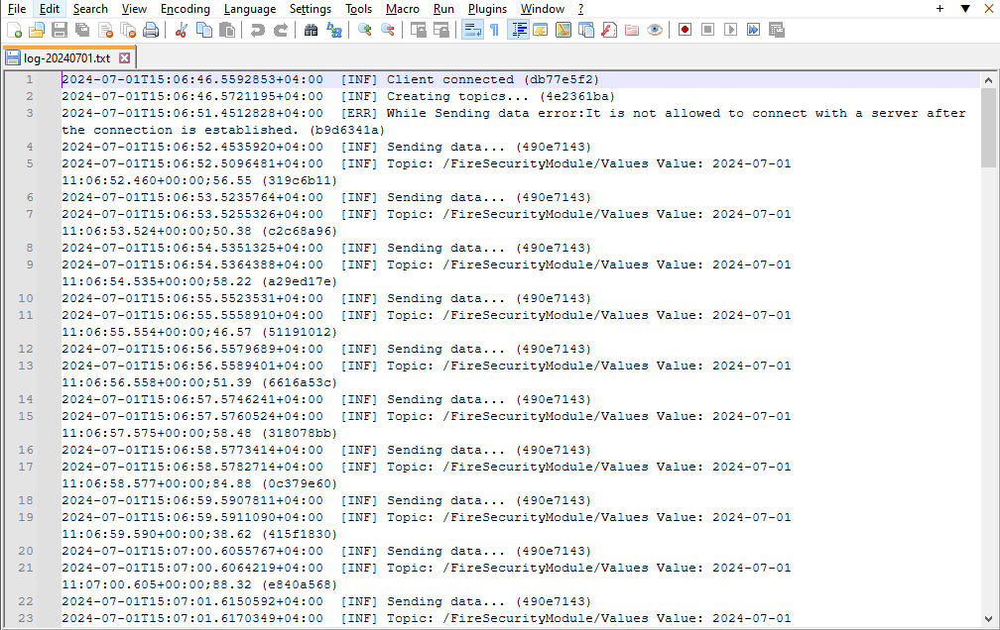 File Edit Search View Encoding Language Settings Tools Macro Run Plugins Window ? + ▼ ✕
log-20240701.txt
1 2024-07-01T15:06:46.5592853+04:00 [INF] Client connected (db77e5f2)
2 2024-07-01T15:06:46.5721195+04:00 [INF] Creating topics... (4e2361ba)
3 2024-07-01T15:06:51.4512828+04:00 [ERR] While Sending data error:It is not allowed to connect with a server after
the connection is established. (b9d6341a)
4 2024-07-01T15:06:52.4535920+04:00 [INF] Sending data... (490e7143)
5 2024-07-01T15:06:52.5096481+04:00 [INF] Topic: /FireSecurityModule/Values Value: 2024-07-01
11:06:52.460+00:00;56.55 (319c6b11)
6 2024-07-01T15:06:53.5235764+04:00 [INF] Sending data... (490e7143)
7 2024-07-01T15:06:53.5255326+04:00 [INF] Topic: /FireSecurityModule/Values Value: 2024-07-01
11:06:53.524+00:00;50.38 (c2c68a96)
8 2024-07-01T15:06:54.5351325+04:00 [INF] Sending data... (490e7143)
9 2024-07-01T15:06:54.5364388+04:00 [INF] Topic: /FireSecurityModule/Values Value: 2024-07-01
11:06:54.535+00:00;58.22 (a29ed17e)
10 2024-07-01T15:06:55.5523531+04:00 [INF] Sending data... (490e7143)
11 2024-07-01T15:06:55.5558910+04:00 [INF] Topic: /FireSecurityModule/Values Value: 2024-07-01
11:06:55.554+00:00;46.57 (51191012)
12 2024-07-01T15:06:56.5579689+04:00 [INF] Sending data... (490e7143)
13 2024-07-01T15:06:56.5589401+04:00 [INF] Topic: /FireSecurityModule/Values Value: 2024-07-01
11:06:56.558+00:00;51.39 (6616a53c)
14 2024-07-01T15:06:57.5746241+04:00 [INF] Sending data... (490e7143)
15 2024-07-01T15:06:57.5760524+04:00 [INF] Topic: /FireSecurityModule/Values Value: 2024-07-01
11:06:57.575+00:00;58.48 (318078bb)
16 2024-07-01T15:06:58.5773414+04:00 [INF] Sending data... (490e7143)
17 2024-07-01T15:06:58.5782714+04:00 [INF] Topic: /FireSecurityModule/Values Value: 2024-07-01
11:06:58.577+00:00;84.88 (0c379e60)
18 2024-07-01T15:06:59.5907811+04:00 [INF] Sending data... (490e7143)
19 2024-07-01T15:06:59.5911090+04:00 [INF] Topic: /FireSecurityModule/Values Value: 2024-07-01
11:06:59.590+00:00;38.62 (415f1830)
20 2024-07-01T15:07:00.6055767+04:00 [INF] Sending data... (490e7143)
21 2024-07-01T15:07:00.6064219+04:00 [INF] Topic: /FireSecurityModule/Values Value: 2024-07-01
11:07:00.605+00:00;88.32 (e840a568)
22 2024-07-01T15:07:01.6150592+04:00 [INF] Sending data... (490e7143)
23 2024-07-01T15:07:01.6170349+04:00 [INF] Topic: /FireSecurityModule/Values Value: 2024-07-01